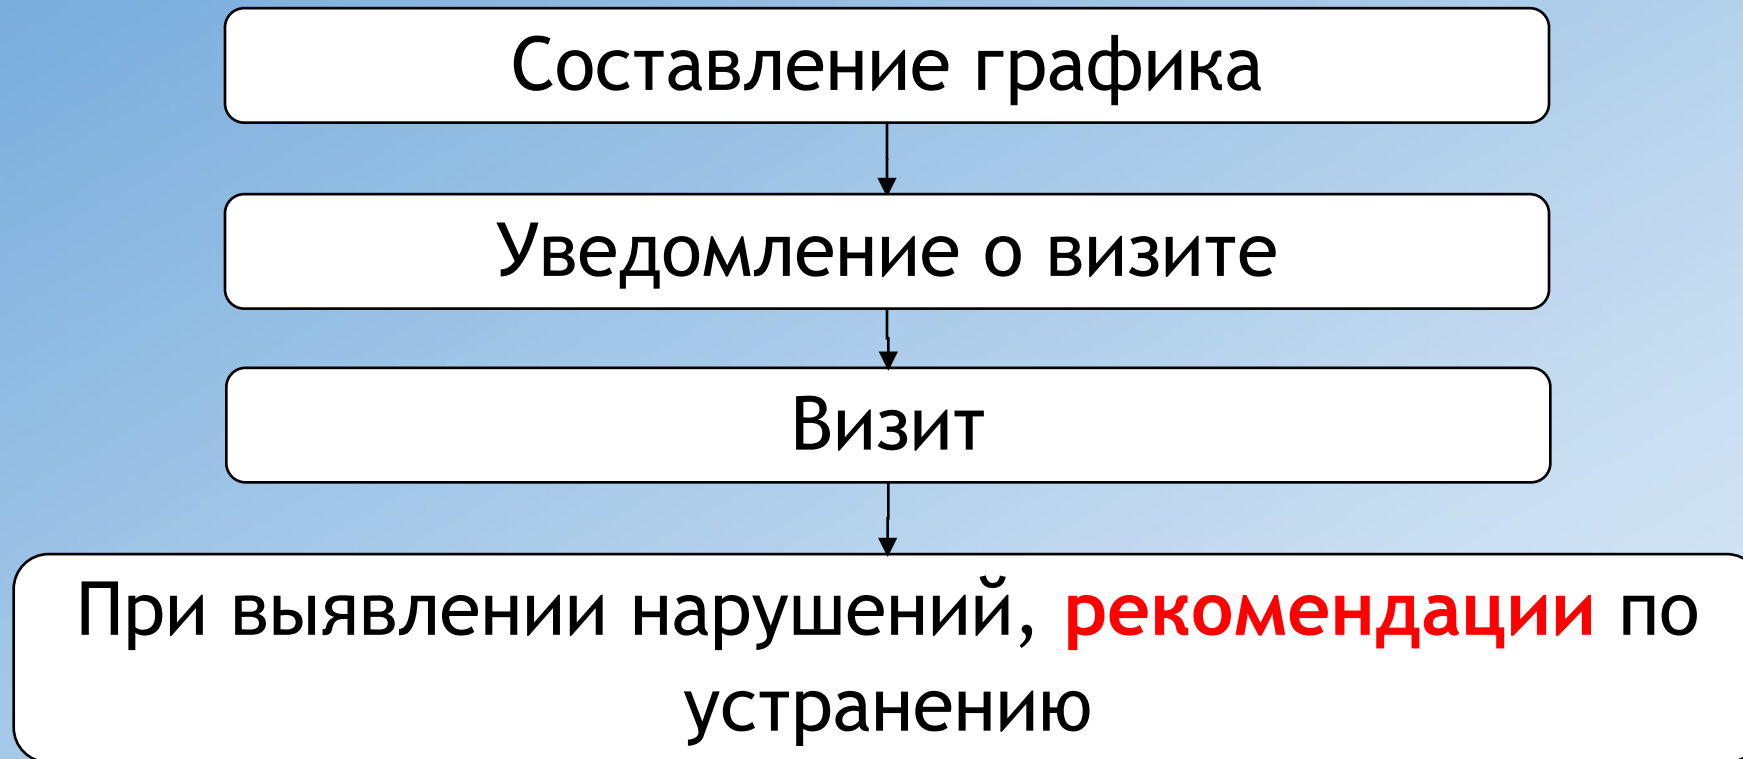 Составление графика
Уведомление о визите
Визит
При выявлении нарушений, рекомендации по
устранению